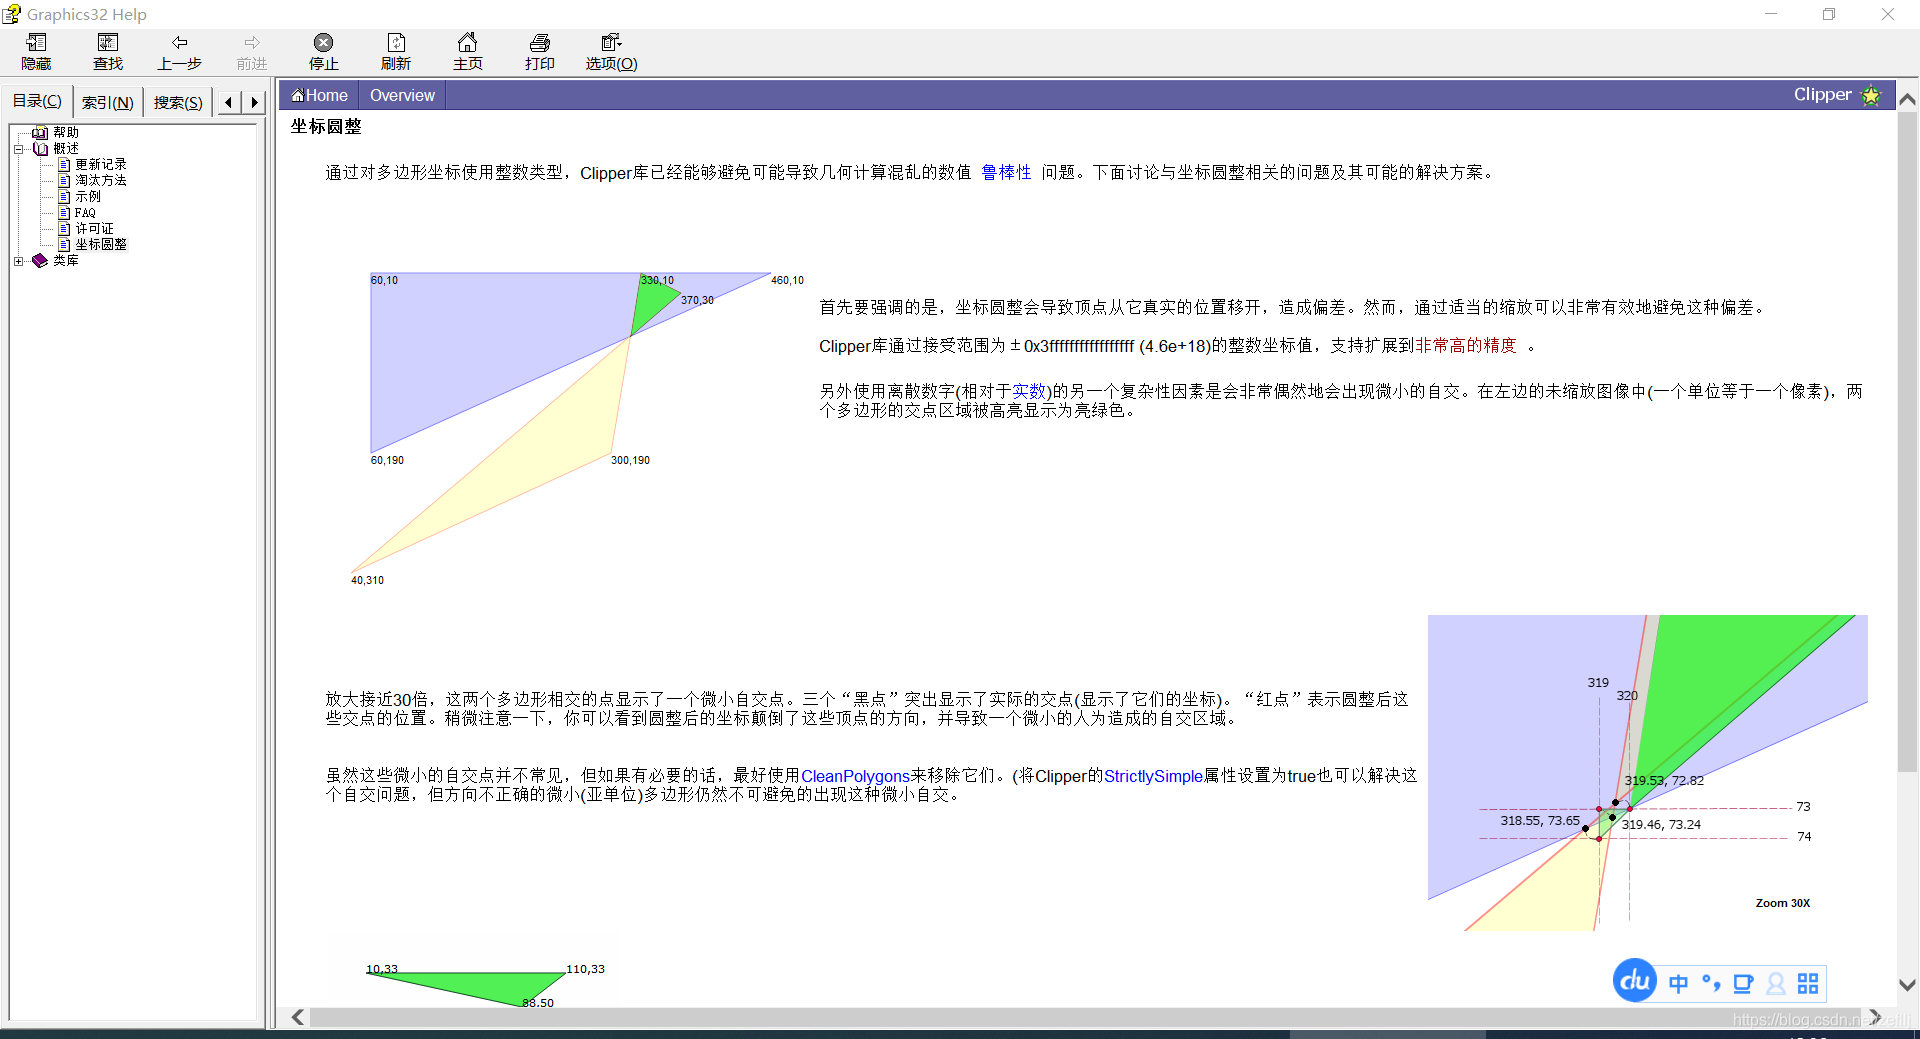 Graphics32 Help
隐藏
查找
上一步
前进
停止
刷新
主页
打印
选项(O)
目录(C)
索引(N)
搜索(S)
帮助
概述
更新记录
淘汰方法
示例
FAQ
许可证
坐标圆整
类库
Home
Overview
Clipper
坐标圆整
通过对多边形坐标使用整数类型，Clipper库已经能够避免可能导致几何计算混乱的数值 鲁棒性 问题。下面讨论与坐标圆整相关的问题及其可能的解决方案。
60,10
330,10
460,10
370,30
60,190
300,190
40,310
首先要强调的是，坐标圆整会导致顶点从它真实的位置移开，造成偏差。然而，通过适当的缩放可以非常有效地避免这种偏差。
Clipper库通过接受范围为±0x3fffffffffffffffff (4.6e+18)的整数坐标值，支持扩展到非常高的精度 。
另外使用离散数字(相对于实数)的另一个复杂性因素是会非常偶然地会出现微小的自交。在左边的未缩放图像中(一个单位等于一个像素)，两
个多边形的交点区域被高亮显示为亮绿色。
放大接近30倍，这两个多边形相交的点显示了一个微小自交点。三个“黑点”突出显示了实际的交点(显示了它们的坐标)。“红点”表示圆整后这
些交点的位置。稍微注意一下，你可以看到圆整后的坐标颠倒了这些顶点的方向，并导致一个微小的人为造成的自交区域。
虽然这些微小的自交点并不常见，但如果有必要的话，最好使用CleanPolygons来移除它们。(将Clipper的StrictlySimple属性设置为true也可以解决这
个自交问题，但方向不正确的微小(亚单位)多边形仍然不可避免的出现这种微小自交。
319
320
319.53, 72.82
73
318.55, 73.65
319.46, 73.24
74
Zoom 30X
10,33
110,33
88,50
du
中